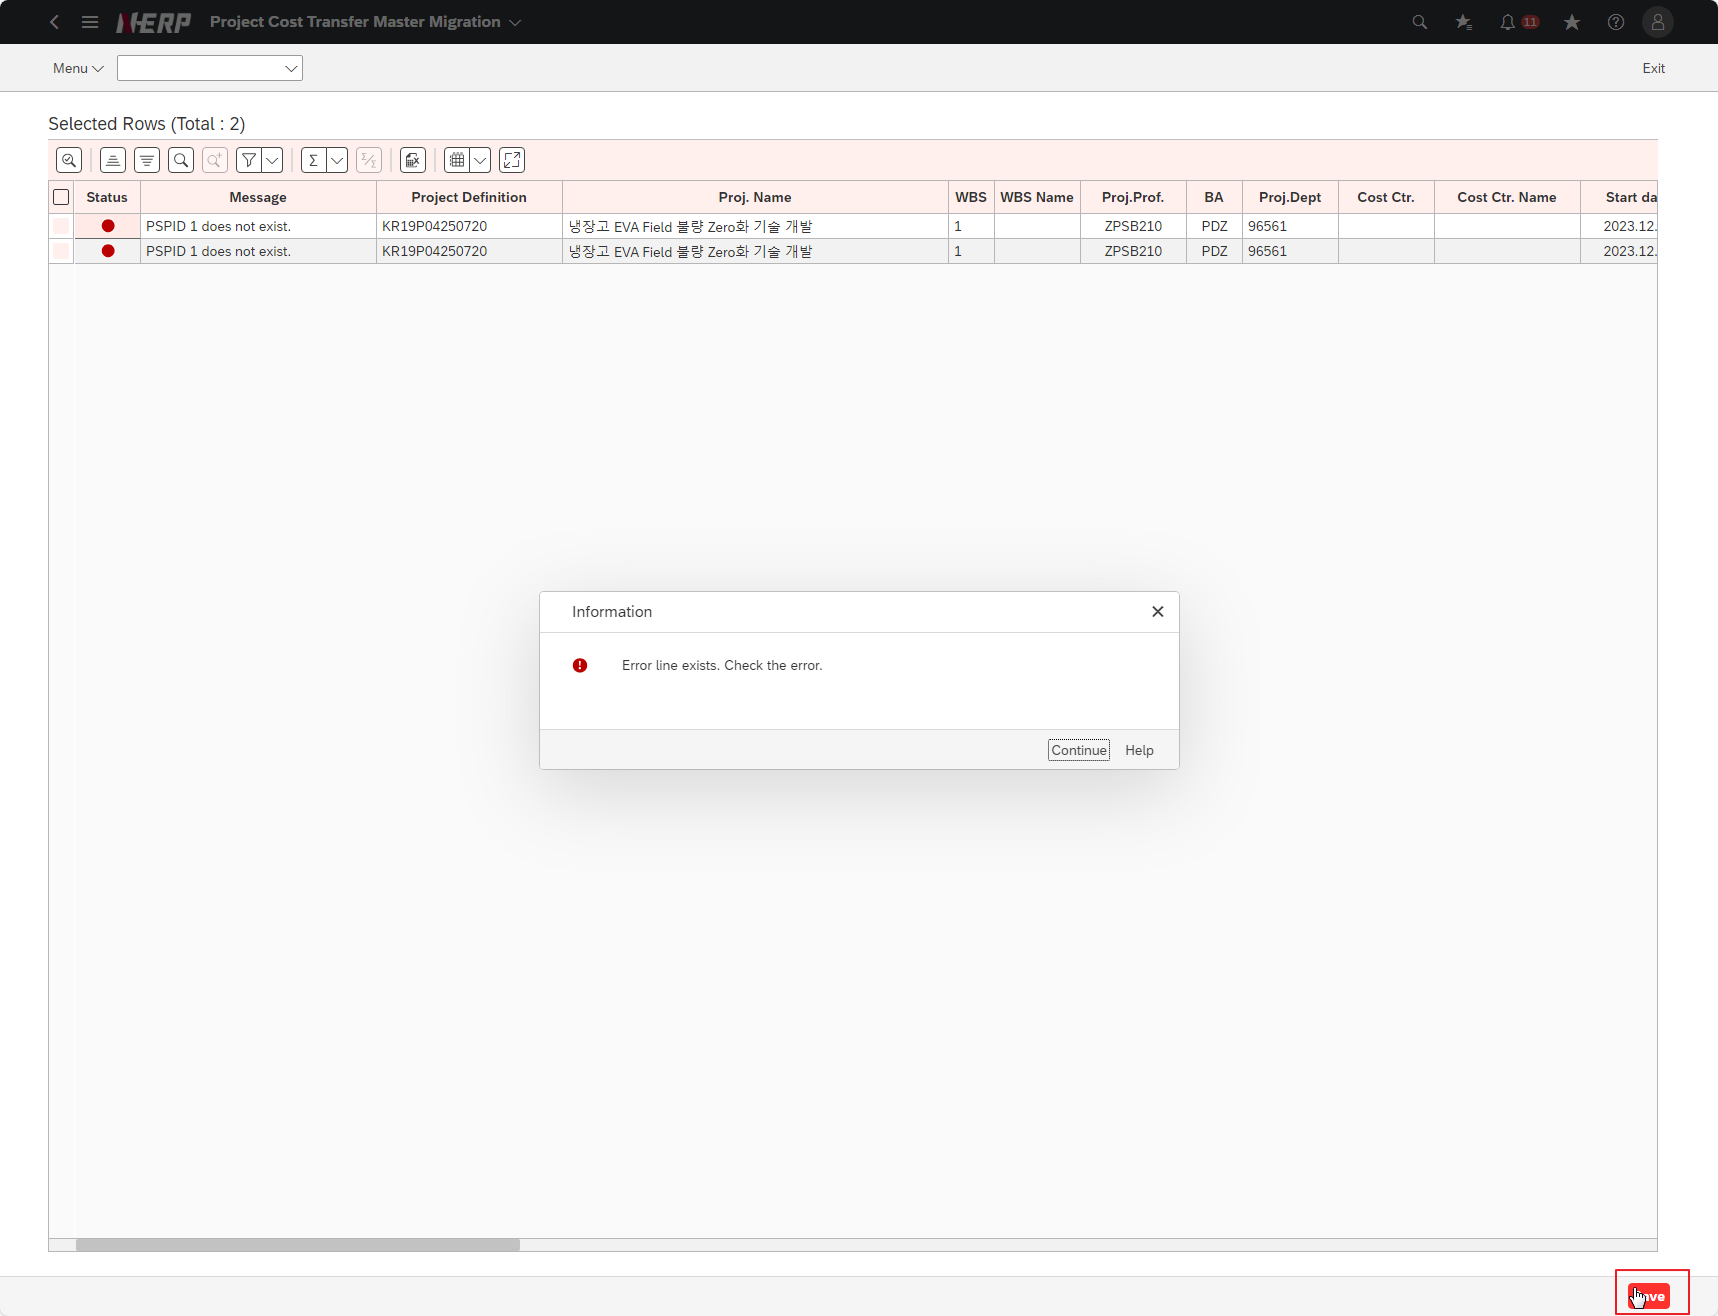 NERP Project Cost Transfer Master Migration 11
Menu Exit
Selected Rows (Total : 2)
Status Message Project Definition Proj. Name WBS WBS Name Proj.Prof. BA Proj.Dept Cost Ctr. Cost Ctr. Name Start da
PSPID 1 does not exist. KR19P04250720 냉장고 EVA Field 불량 Zero화 기술 개발 1 ZPSB210 PDZ 96561 2023.12.
PSPID 1 does not exist. KR19P04250720 냉장고 EVA Field 불량 Zero화 기술 개발 1 ZPSB210 PDZ 96561 2023.12.
Information
Error line exists. Check the error.
Continue Help